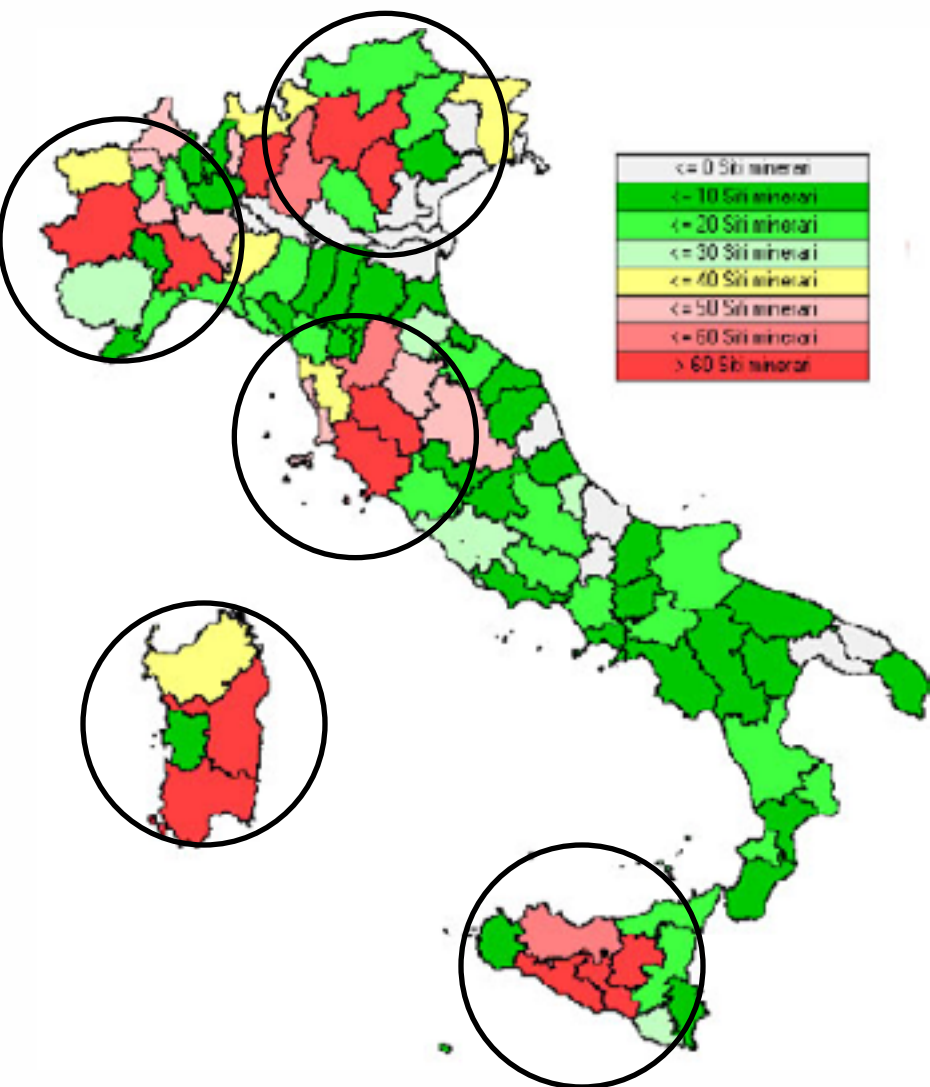 <= 0 Siti minerari
<= 10 Siti minerari
<= 20 Siti minerari
<= 30 Siti minerari
<= 40 Siti minerari
<= 50 Siti minerari
<= 60 Siti minerari
> 60 Siti minerari